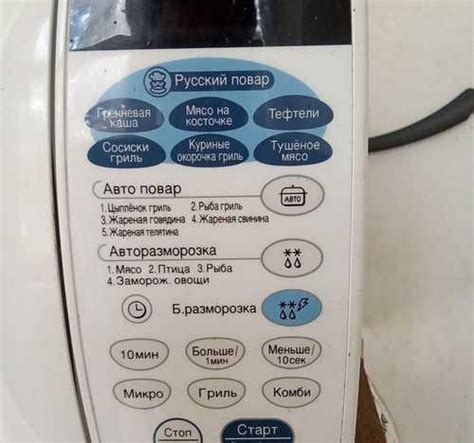 Русский повар
Гречневая каша
Мясо на косточке
Тефтели
Сосиски гриль
Куриные окорочка гриль
Тушёное мясо
Авто повар
1.Цыплёнок гриль 2.Рыба гриль
3.Жареная говядина 4.Жареная свинина
5.Жареная телятина
АВТО
Авторазморозка
1.Мясо 2.Птица 3.Рыба
4.Заморож. овощи
Б.разморозка
10мин
Больше/
1мин
Меньше/
10сек
Микро
Гриль
Комби
Стоп
Старт